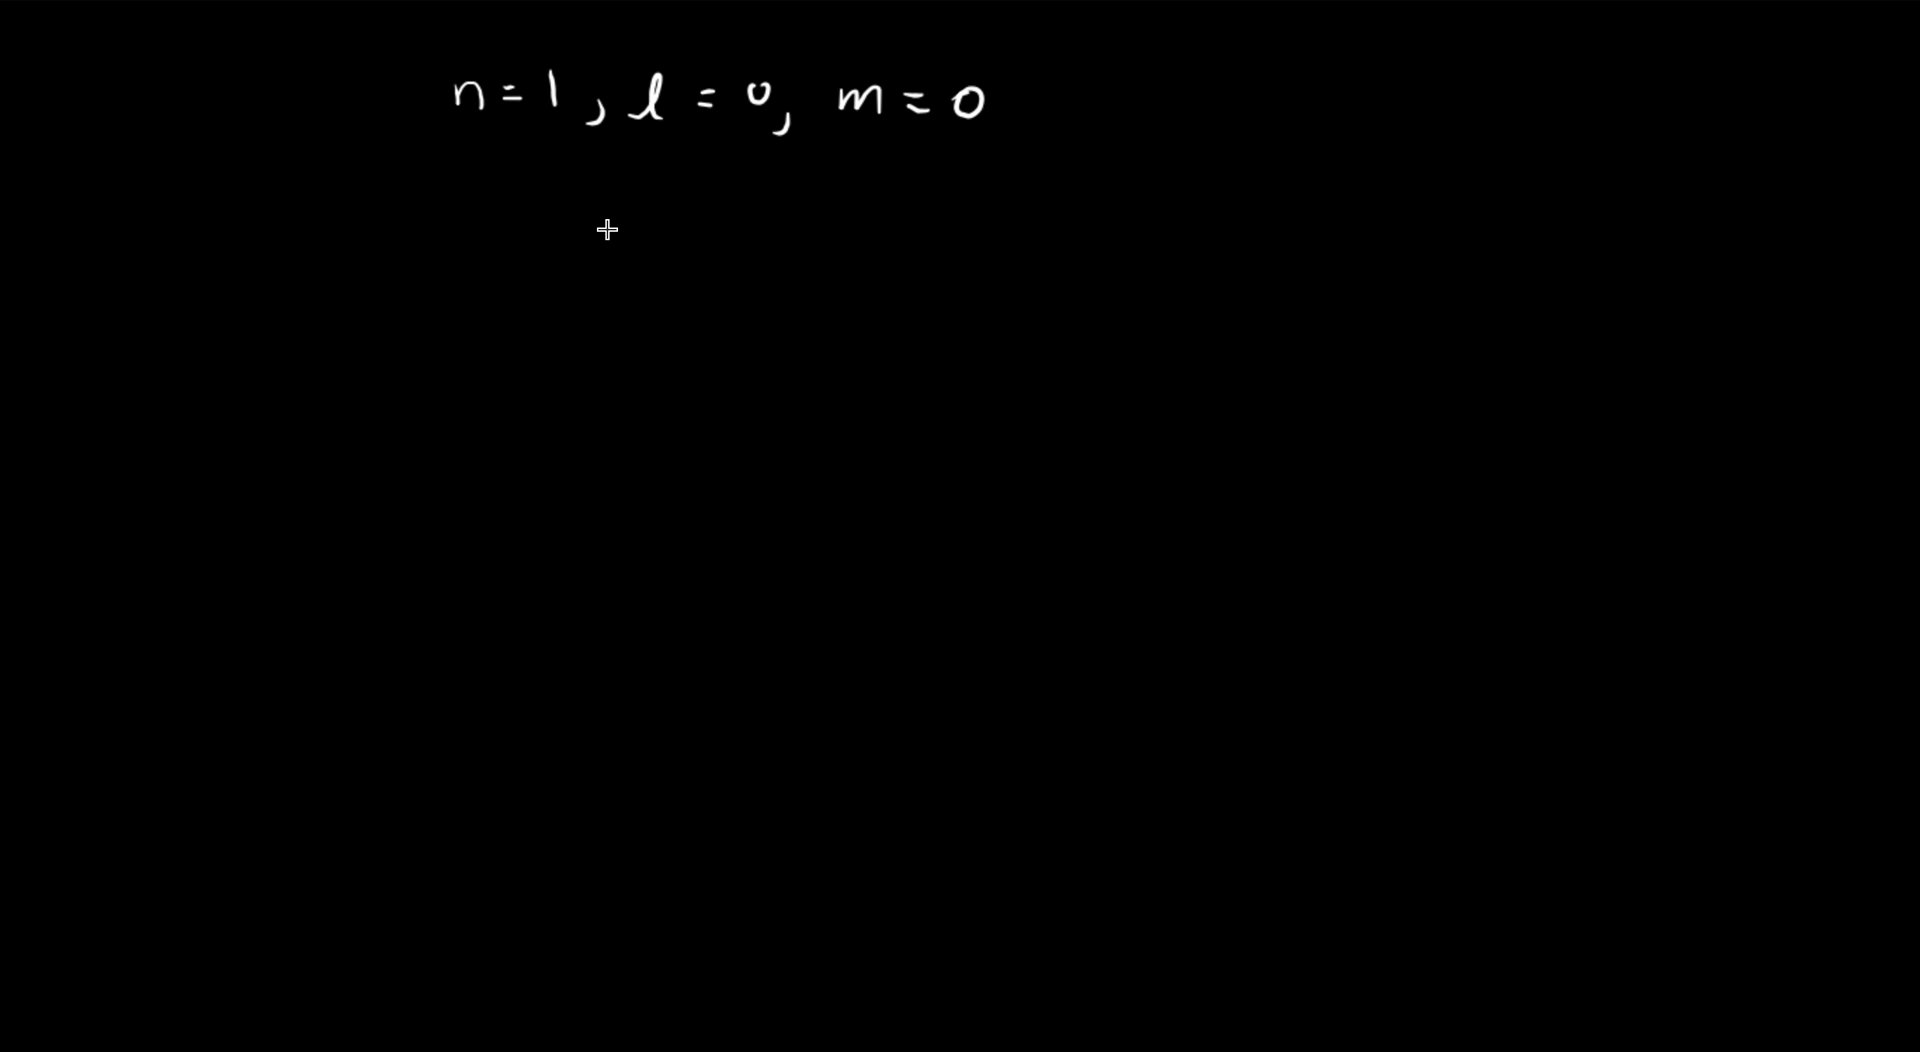 n = 1 , l = 0, m = 0